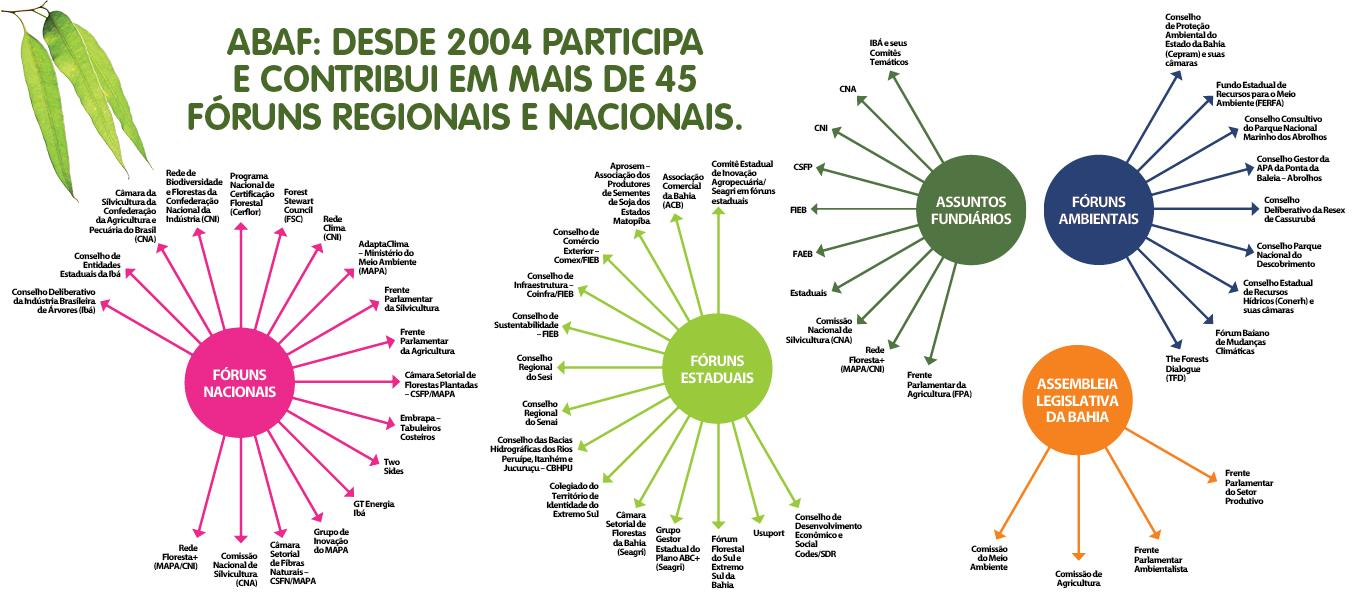 ABAF: DESDE 2004 PARTICIPA
E CONTRIBUI EM MAIS DE 45
FÓRUNS REGIONAIS E NACIONAIS.
FÓRUNS
NACIONAIS
Conselho Deliberativo
da Indústria Brasileira
de Árvores (Ibá)
Conselho de
Entidades
Estaduais da Ibá
Câmara da
Silvicultura da
Confederação
da Agricultura e
Pecuária do Brasil
(CNA)
Rede de
Biodiversidade
e Florestas da
Confederação
Nacional da
Indústria (CNI)
Programa
Nacional de
Certificação
Florestal
(Cerflor)
Forest
Stewart
Council
(FSC)
Rede
Clima
(CNI)
AdaptaClima
– Ministério do
Meio Ambiente
(MAPA)
Frente
Parlamentar
da Silvicultura
Frente
Parlamentar
da Agricultura
Câmara Setorial de
Florestas Plantadas
– CSFP/MAPA
Embrapa –
Tabuleiros
Costeiros
Two
Sides
GT Energia
Ibá
Grupo de
Inovação
do MAPA
Câmara
Setorial
de Fibras
Naturais –
CSFN/MAPA
Comissão
Nacional de
Silvicultura
(CNA)
Rede
Floresta+
(MAPA/CNI)
FÓRUNS
ESTADUAIS
Comitê Estadual
de Inovação
Agropecuária/
Seagri em fóruns
estaduais
Associação
Comercial
da Bahia
(ACB)
Aprosem –
Associação dos
Produtores
de Sementes
de Soja dos
Estados
Matopiba
Conselho de
Comércio
Exterior –
Comex/FIEB
Conselho de
Infraestrutura –
Coinfra/FIEB
Conselho de
Sustentabilidade
– FIEB
Conselho
Regional
do Sesi
Conselho
Regional
do Senai
Conselho das Bacias
Hidrográficas dos Rios
Peruípe, Itanhém e
Jucuruçu – CBHPIJ
Colegiado do
Território de
Identidade do
Extremo Sul
Câmara
Setorial de
Florestas
da Bahia
(Seagri)
Grupo
Gestor
Estadual do
Plano ABC+
(Seagri)
Fórum
Florestal
do Sul e
Extremo
Sul da
Bahia
Usuport
Conselho de
Desenvolvimento
Econômico e
Social
Codes/SDR
ASSUNTOS
FUNDIÁRIOS
IBÁ e seus
Comitês
Temáticos
CNA
CNI
CSFP
FIEB
FAEB
Estaduais
Comissão
Nacional de
Silvicultura (CNA)
Rede
Floresta+
(MAPA/CNI)
Frente
Parlamentar da
Agricultura (FPA)
FÓRUNS
AMBIENTAIS
Conselho
de Proteção
Ambiental do
Estado da Bahia
(Cepram) e suas
câmaras
Fundo Estadual de
Recursos para o Meio
Ambiente (FERFA)
Conselho Consultivo
do Parque Nacional
Marinho dos Abrolhos
Conselho Gestor da
APA da Ponta da
Baleia – Abrolhos
Conselho
Deliberativo da Resex
de Cassurubá
Conselho Parque
Nacional do
Descobrimento
Conselho Estadual
de Recursos
Hídricos (Conerh) e
suas câmaras
Fórum Baiano
de Mudanças
Climáticas
The Forests
Dialogue
(TFD)
ASSEMBLEIA
LEGISLATIVA
DA BAHIA
Comissão
do Meio
Ambiente
Comissão de
Agricultura
Frente
Parlamentar
Ambientalista
Frente
Parlamentar
do Setor
Produtivo